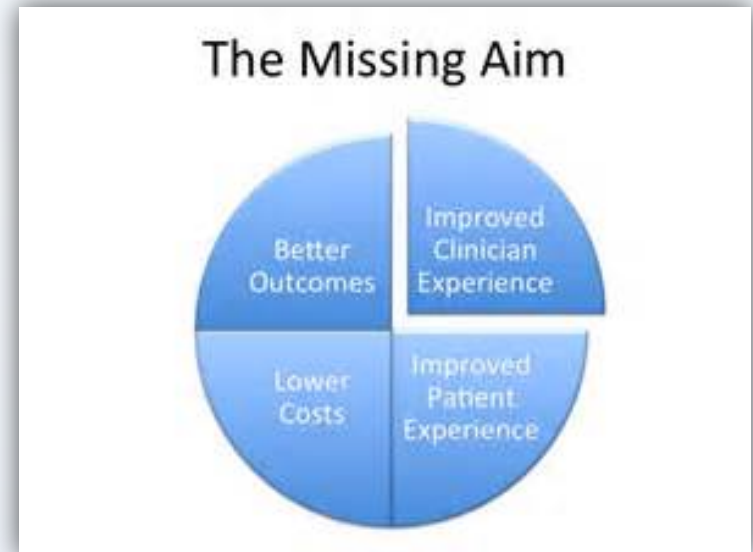 The Missing Aim
Better
Outcomes
Improved
Clinician
Experience
Lower
Costs
Improved
Patient
Experience